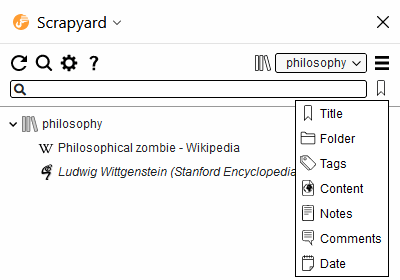 Scrapyard
philosophy
philosophy
Philosophical zombie - Wikipedia
Ludwig Wittgenstein (Stanford Encyclopedia
Title
Folder
Tags
Content
Notes
Comments
Date